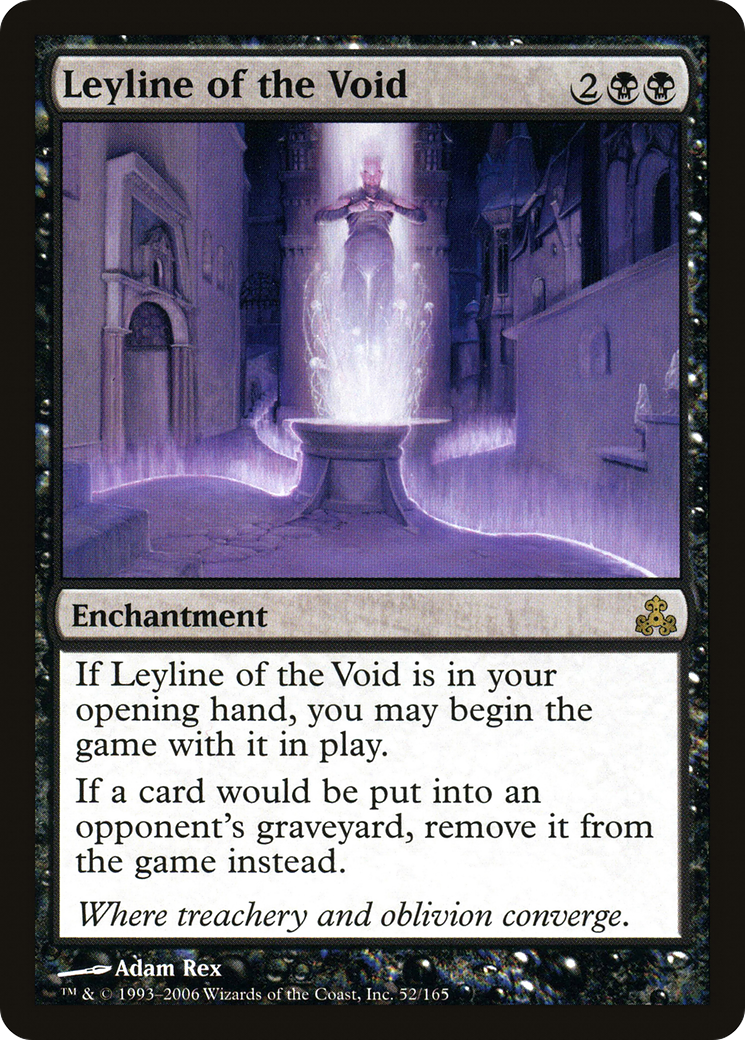 Leyline of the Void 2
Enchantment
If Leyline of the Void is in your
opening hand, you may begin the
game with it in play.
If a card would be put into an
opponent's graveyard, remove it from
the game instead.
Where treachery and oblivion converge.
Adam Rex
™ & © 1993–2006 Wizards of the Coast, Inc. 52/165